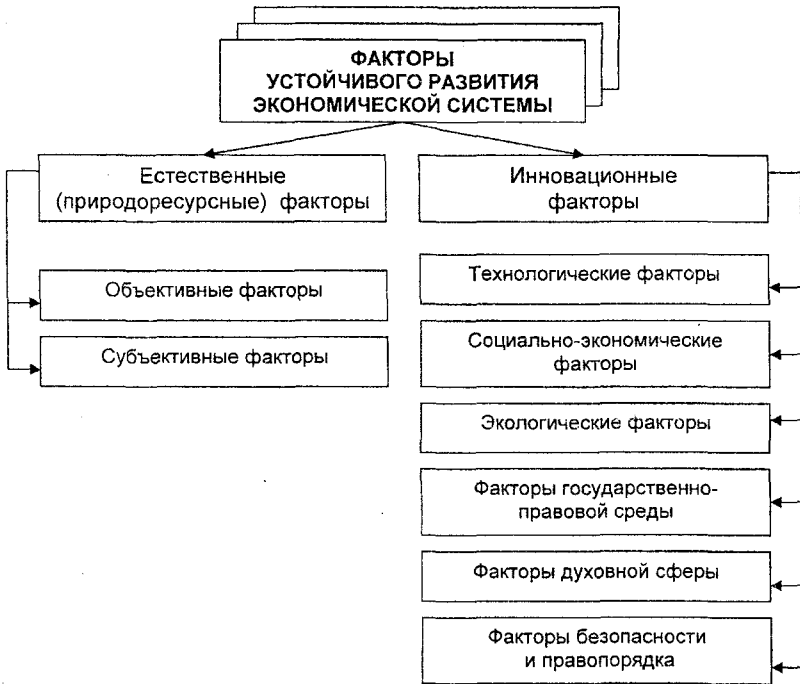 ФАКТОРЫ
УСТОЙЧИВОГО РАЗВИТИЯ
ЭКОНОМИЧЕСКОЙ СИСТЕМЫ
Естественные
(природоресурсные) факторы
Объективные факторы
Субъективные факторы
Инновационные
факторы
Технологические факторы
Социально-экономические
факторы
Экологические факторы
Факторы государственно-
правовой среды
Факторы духовной сферы
Факторы безопасности
и правопорядка